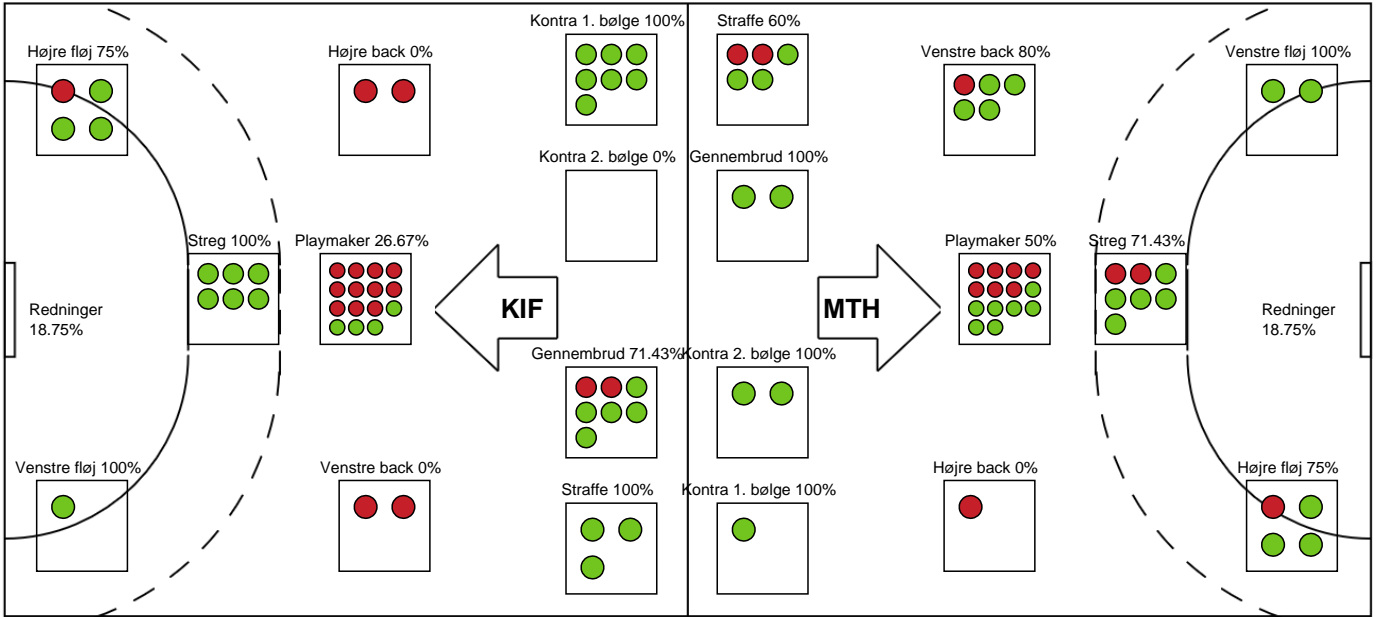 Kontra 1. bølge 100%
Straffe 60%
Højre fløj 75%
Højre back 0%
Venstre back 80%
Venstre fløj 100%
Kontra 2. bølge 0%
Gennembrud 100%
Streg 100%
Playmaker 26.67%
Playmaker 50%
Streg 71.43%
Redninger
18.75%
KIF
MTH
Redninger
18.75%
Gennembrud 71.43%
Kontra 2. bølge 100%
Venstre fløj 100%
Venstre back 0%
Højre back 0%
Højre fløj 75%
Straffe 100%
Kontra 1. bølge 100%